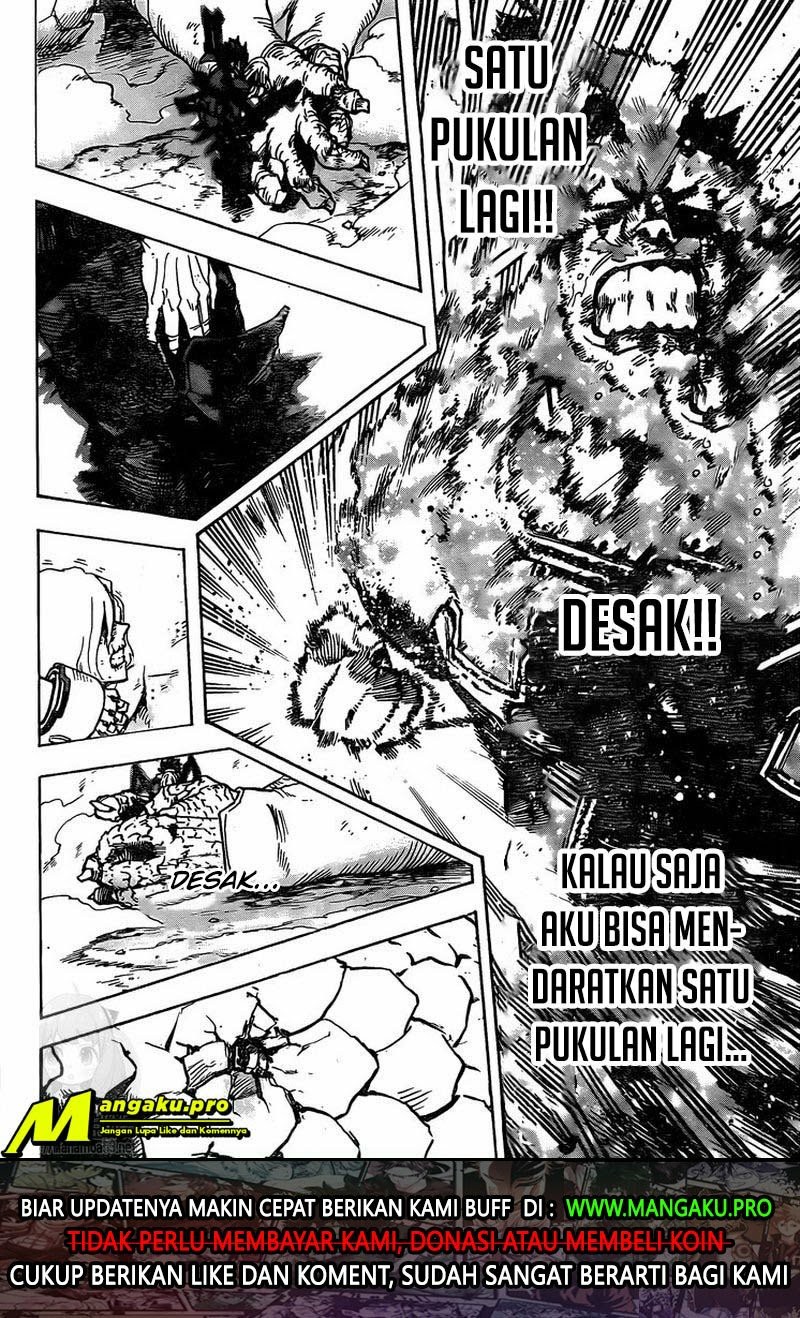 SATU
PUKULAN
LAGI!!
DESAK!!
DESAK...
KALAU SAJA
AKU BISA MEN-
DARATKAN SATU
PUKULAN LAGI...
Mangaku.pro
Jangan Lupa Like dan Komennya
BIAR UPDATENYA MAKIN CEPAT BERIKAN KAMI BUFF DI : WWW.MANGAKU.PRO
TIDAK PERLU MEMBAYAR KAMI, DONASI ATAU MEMBELI KOIN
CUKUP BERIKAN LIKE DAN KOMENT, SUDAH SANGAT BERARTI BAGI KAMI